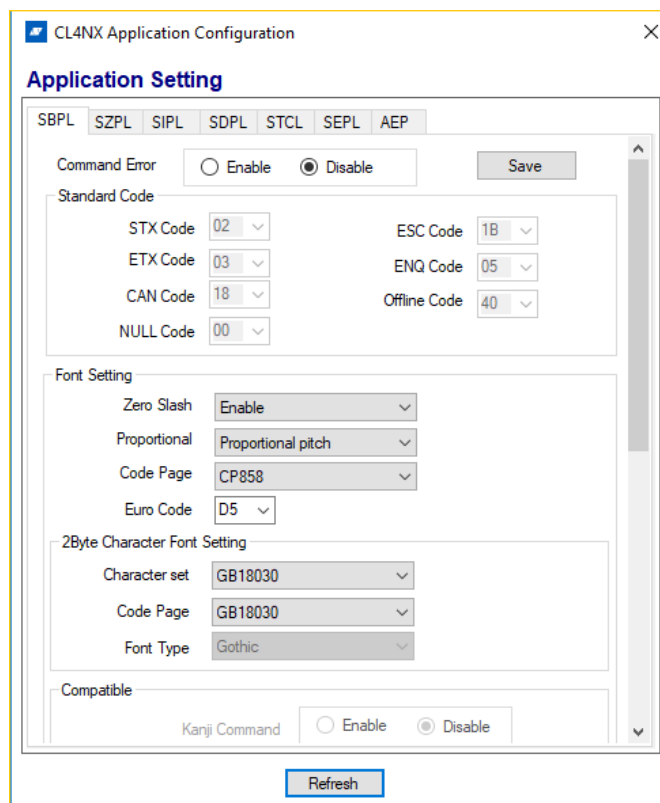 CL4NX Application Configuration
Application Setting
SBPL SZPL SIPL SDPL STCL SEPL AEP
Command Error Enable Disable Save
Standard Code
STX Code 02 ESC Code 1B
ETX Code 03 ENQ Code 05
CAN Code 18 Offline Code 40
NULL Code 00
Font Setting
Zero Slash Enable
Proportional Proportional pitch
Code Page CP858
Euro Code D5
2Byte Character Font Setting
Character set GB18030
Code Page GB18030
Font Type Gothic
Compatible
Kanji Command Enable Disable
Refresh